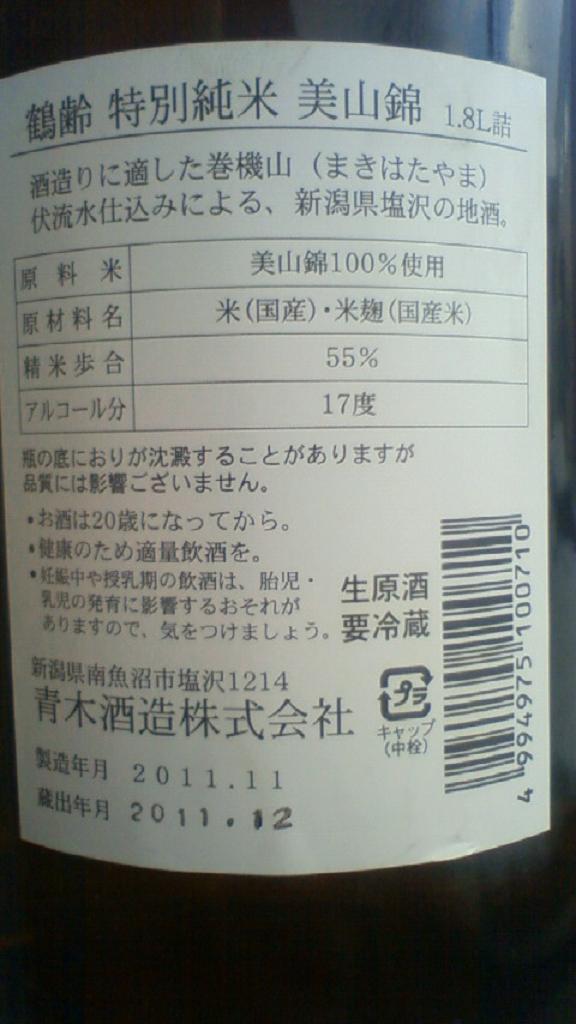 鶴齢 特別純米 美山錦 1.8L詰
酒造りに適した巻機山（まきはたやま）
伏流水仕込みによる、新潟県塩沢の地酒。
原料米 美山錦100%使用
原材料名 米(国産)・米麹(国産米)
精米歩合 55%
アルコール分 17度
瓶の底におりが沈澱することがありますが
品質には影響ございません。
・お酒は20歳になってから。
・健康のため適量飲酒を。
・妊娠中や授乳期の飲酒は、胎児・
乳児の発育に影響するおそれが
ありますので、気をつけましょう。
生原酒
要冷蔵
新潟県南魚沼市塩沢1214
青木酒造株式会社
プラ
キャップ
(中栓)
製造年月 2011.11
蔵出年月 2011.12
4 994975 100710